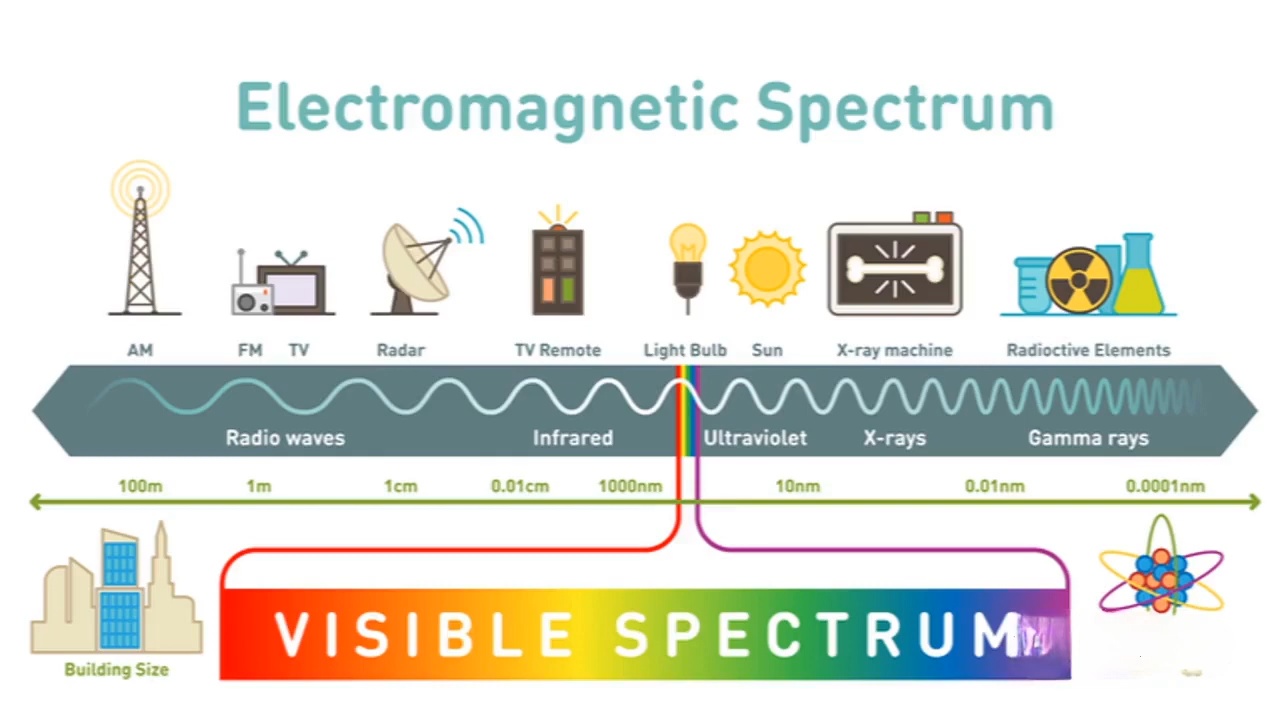 Electromagnetic Spectrum
AM FM TV Radar TV Remote Light Bulb Sun X-ray machine Radioctive Elements
Radio waves Infrared Ultraviolet X-rays Gamma rays
100m 1m 1cm 0.01cm 1000nm 10nm 0.01nm 0.0001nm
VISIBLE SPECTRUM
Building Size